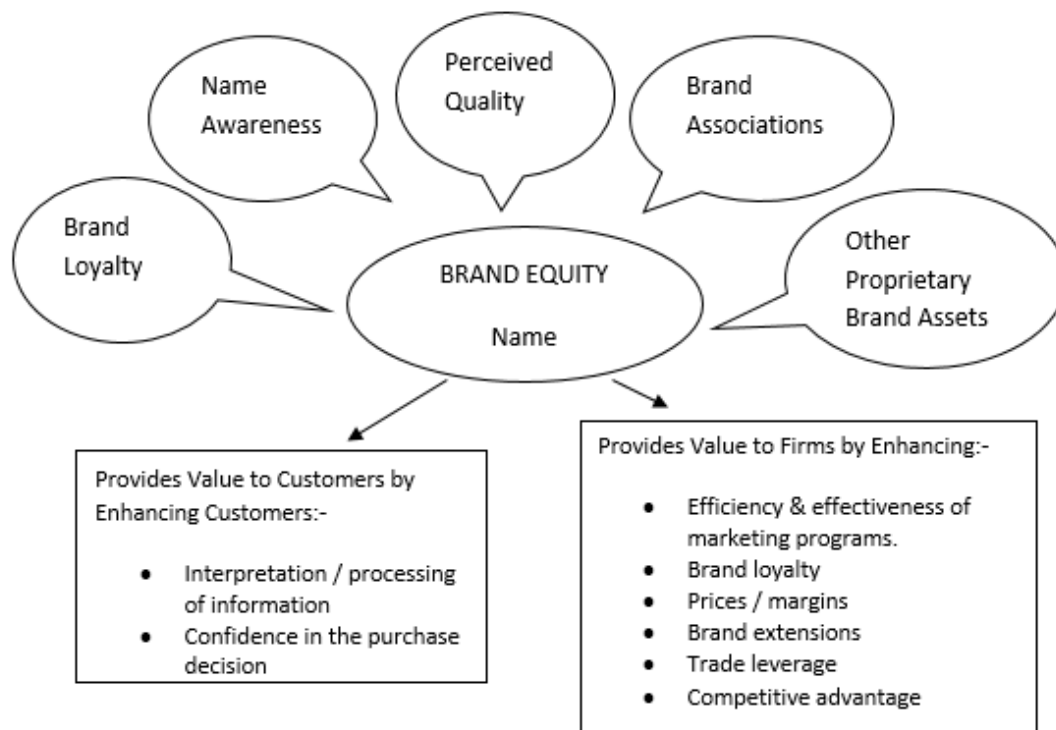 Perceived
Quality
Name
Awareness
Brand
Associations
Brand
Loyalty
Other
Proprietary
Brand Assets
BRAND EQUITY
Name
Provides Value to Customers by
Enhancing Customers:-
● Interpretation / processing
of information
● Confidence in the purchase
decision
Provides Value to Firms by Enhancing:-
● Efficiency & effectiveness of
marketing programs.
● Brand loyalty
● Prices / margins
● Brand extensions
● Trade leverage
● Competitive advantage